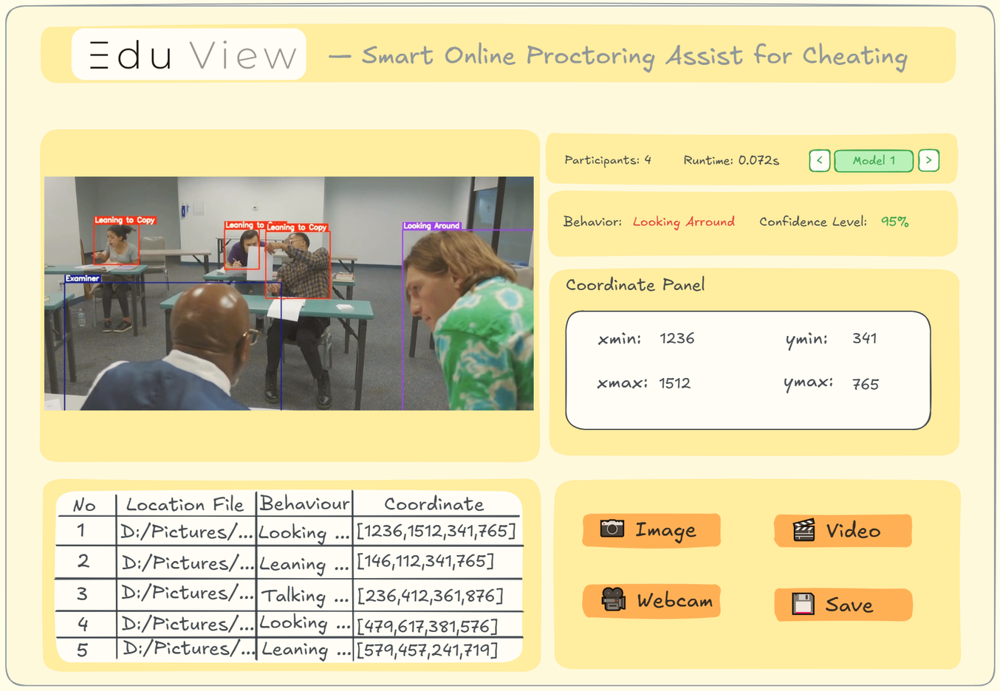 Edu View — Smart Online Proctoring Assist for Cheating
Participants: 4 Runtime: 0.072s < Model 1 >
Behavior: Looking Arround Confidence Level: 95%
Leaning to Copy
Leaning to
Leaning to Copy
Looking Around
Examiner
Coordinate Panel
xmin: 1236 ymin: 341
xmax: 1512 ymax: 765
No Location File Behaviour Coordinate
1 D:/Pictures/... Looking ... [1236,1512,341,765]
2 D:/Pictures/... Leaning ... [146,112,341,765]
3 D:/Pictures/... Talking ... [236,412,361,876]
4 D:/Pictures/... Looking ... [479,617,381,576]
5 D:/Pictures/... Leaning ... [579,457,241,719]
Image
Video
Webcam
Save